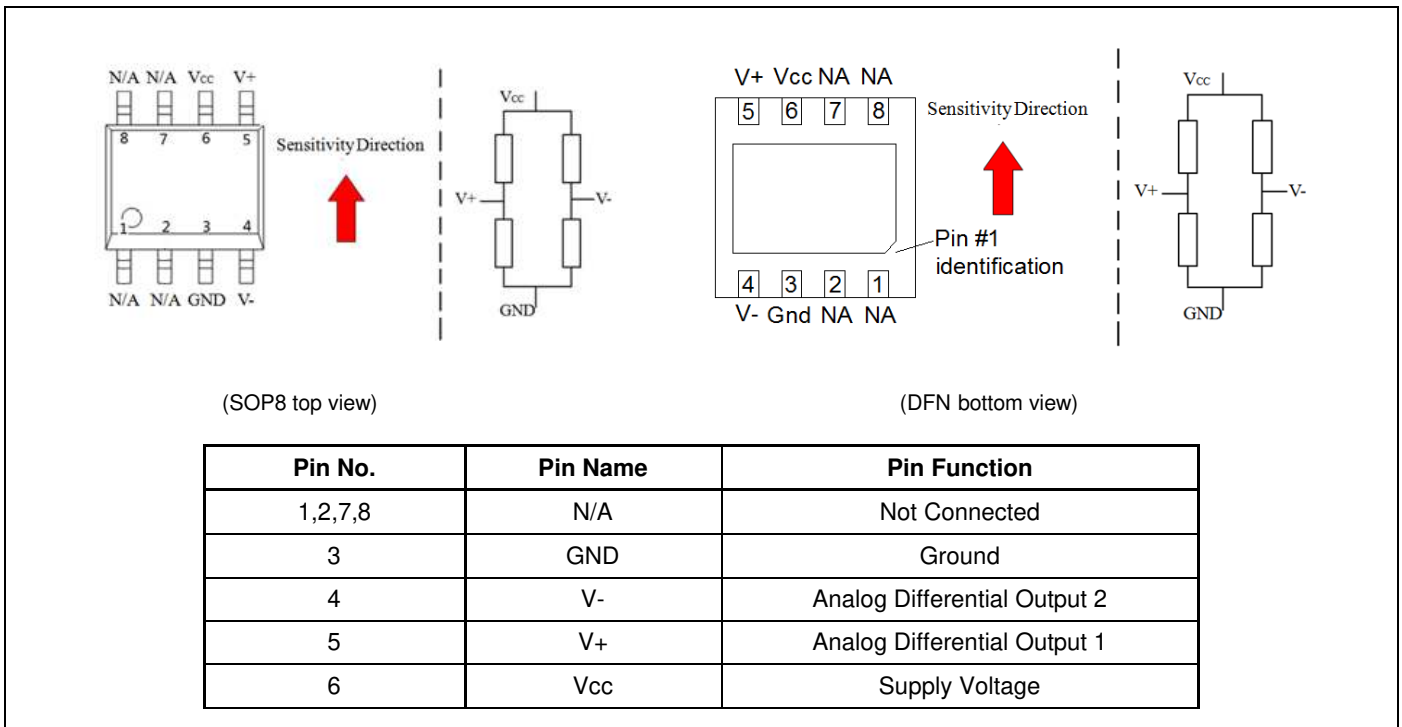 N/A N/A Vcc V+
8 7 6 5
1 2 3 4
N/A N/A GND V-
Sensitivity Direction
Vcc
V+
V-
GND
V+ Vcc NA NA
5 6 7 8
4 3 2 1
V- Gnd NA NA
Sensitivity Direction
Pin #1
identification
Vcc
V+
V-
GND
(SOP8 top view)
(DFN bottom view)
Pin No. Pin Name Pin Function
1,2,7,8 N/A Not Connected
3 GND Ground
4 V- Analog Differential Output 2
5 V+ Analog Differential Output 1
6 Vcc Supply Voltage